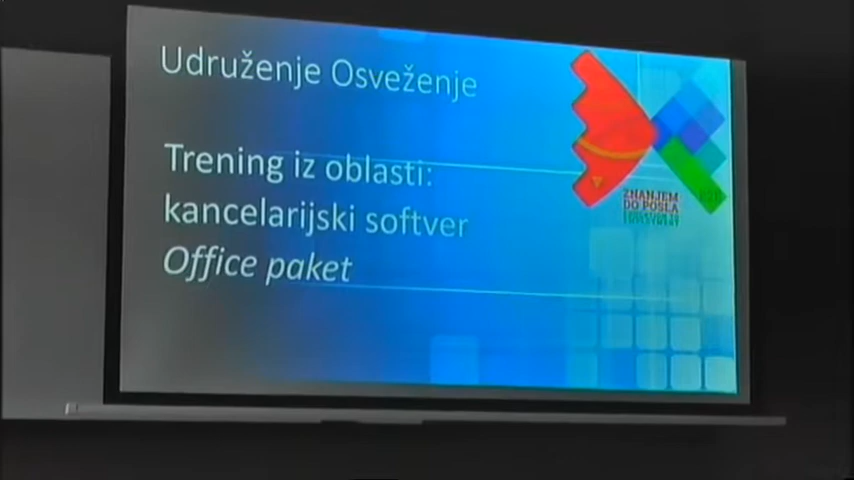 Udruženje Osveženje
Trening iz oblasti:
kancelarijski softver
Office paket
ZNANJEM
DO POSLA